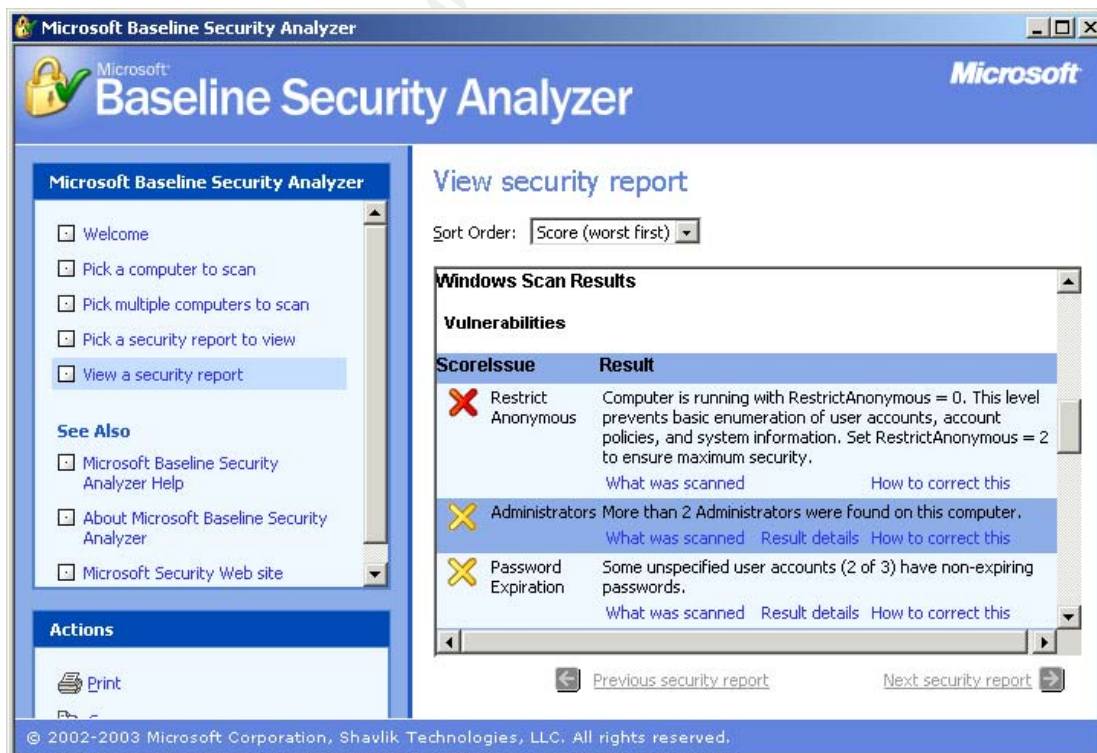 Microsoft Baseline Security Analyzer
Microsoft
Baseline Security Analyzer
Microsoft
Microsoft Baseline Security Analyzer
Welcome
Pick a computer to scan
Pick multiple computers to scan
Pick a security report to view
View a security report
See Also
Microsoft Baseline Security
Analyzer Help
About Microsoft Baseline Security
Analyzer
Microsoft Security Web site
Actions
Print
View security report
Sort Order: Score (worst first)
Windows Scan Results
Vulnerabilities
Score Issue Result
Restrict
Anonymous
Computer is running with RestrictAnonymous = 0. This level
prevents basic enumeration of user accounts, account
policies, and system information. Set RestrictAnonymous = 2
to ensure maximum security.
What was scanned How to correct this
Administrators More than 2 Administrators were found on this computer.
What was scanned Result details How to correct this
Password
Expiration
Some unspecified user accounts (2 of 3) have non-expiring
passwords.
What was scanned Result details How to correct this
Previous security report Next security report
© 2002-2003 Microsoft Corporation, Shavlik Technologies, LLC. All rights reserved.